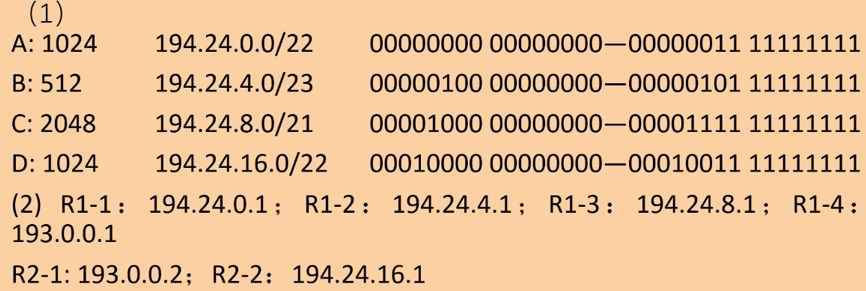 （1）
A: 1024 194.24.0.0/22 00000000 00000000—00000011 11111111
B: 512 194.24.4.0/23 00000100 00000000—00000101 11111111
C: 2048 194.24.8.0/21 00001000 00000000—00001111 11111111
D: 1024 194.24.16.0/22 00010000 00000000—00010011 11111111
(2) R1-1： 194.24.0.1； R1-2： 194.24.4.1； R1-3： 194.24.8.1； R1-4：
193.0.0.1
R2-1: 193.0.0.2； R2-2： 194.24.16.1